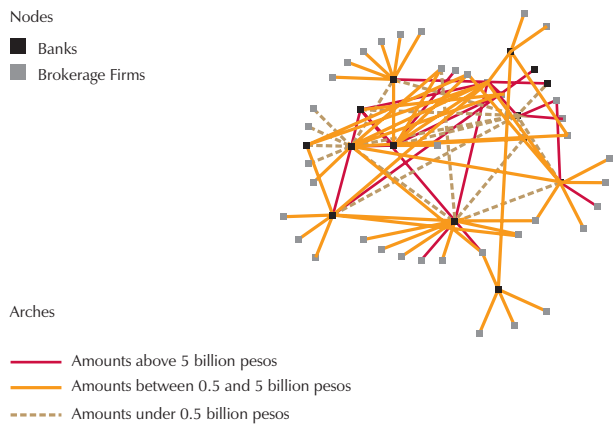 Nodes
Banks
Brokerage Firms
Arches
Amounts above 5 billion pesos
Amounts between 0.5 and 5 billion pesos
Amounts under 0.5 billion pesos